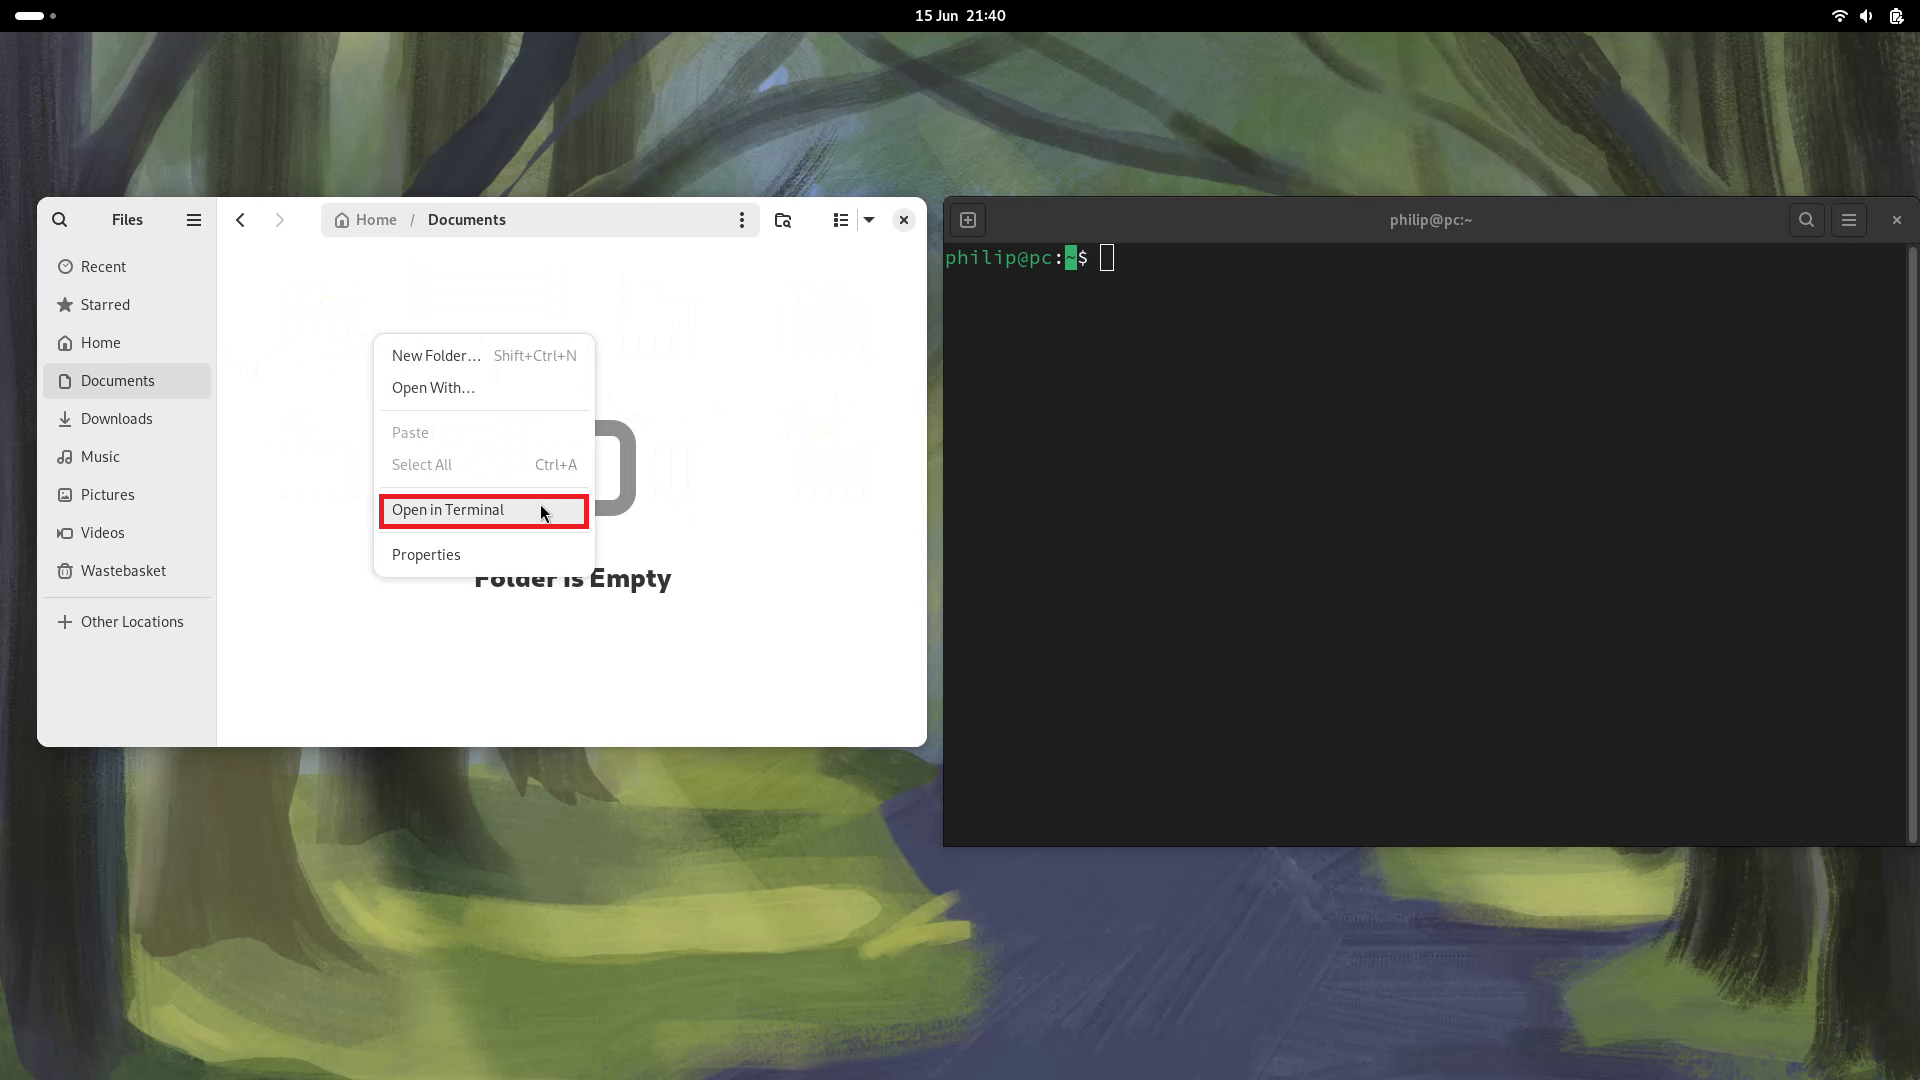 15 Jun 21:40
Files
Home / Documents
Recent
Starred
Home
Documents
Downloads
Music
Pictures
Videos
Wastebasket
Other Locations
New Folder… Shift+Ctrl+N
Open With…
Paste
Select All Ctrl+A
Open in Terminal
Properties
Folder is Empty
philip@pc:~
philip@pc:~$